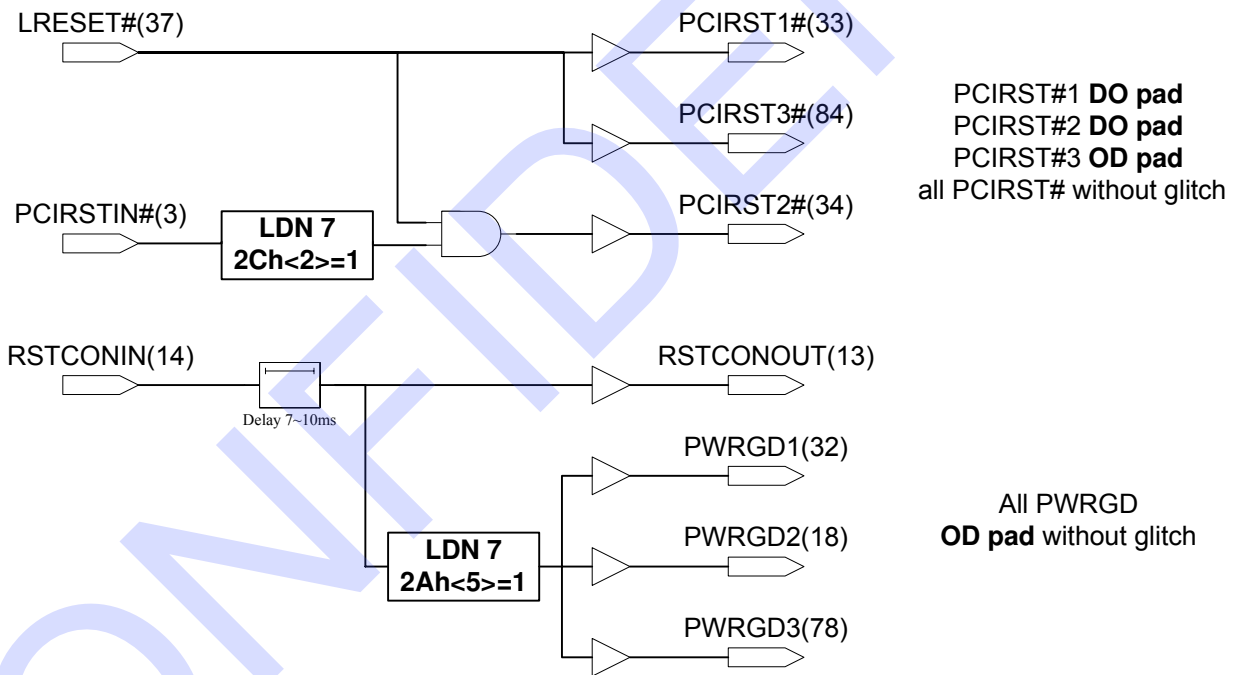 LRESET#(37)
PCIRST1#(33)
PCIRST3#(84)
PCIRST#1 DO pad
PCIRST#2 DO pad
PCIRST#3 OD pad
all PCIRST# without glitch
PCIRSTIN#(3)
LDN 7
2Ch<2>=1
PCIRST2#(34)
RSTCONIN(14)
Delay 7~10ms
RSTCONOUT(13)
PWRGD1(32)
LDN 7
2Ah<5>=1
PWRGD2(18)
PWRGD3(78)
All PWRGD
OD pad without glitch